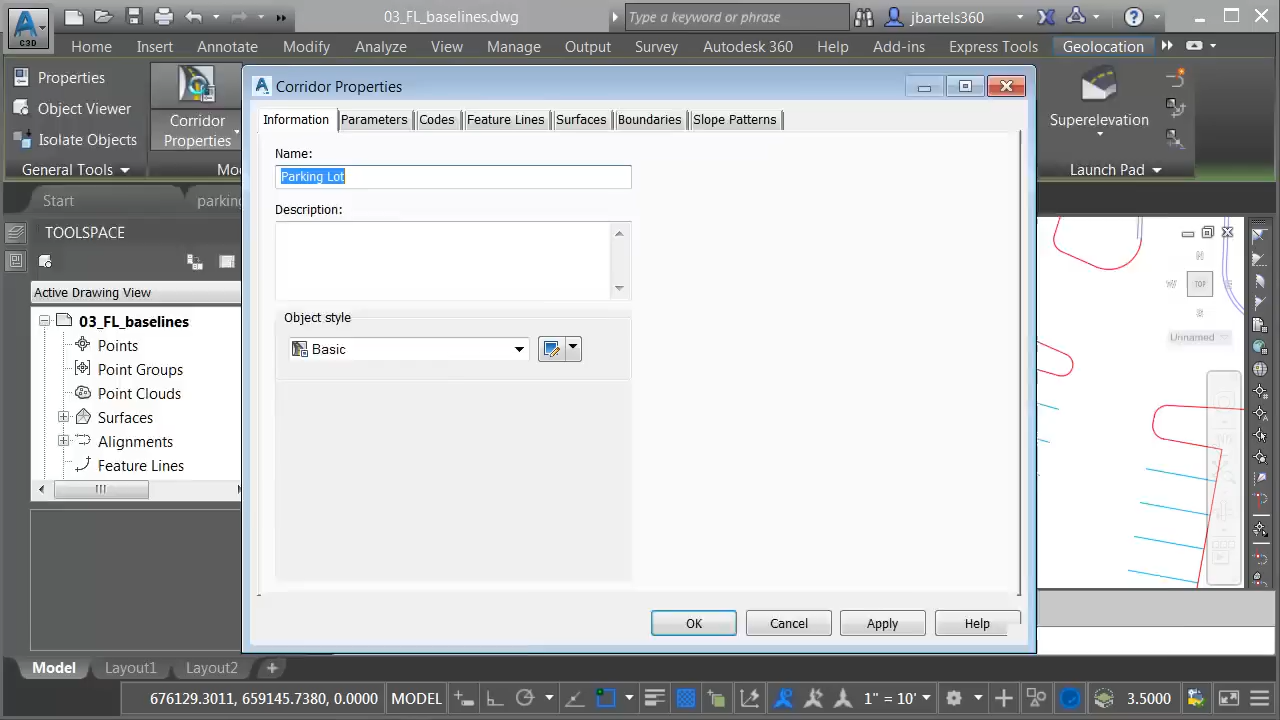 03_FL_baselines.dwg
Type a keyword or phrase
jbartels360
C3D
Home Insert Annotate Modify Analyze View Manage Output Survey Autodesk 360 Help Add-ins Express Tools Geolocation
Properties
Object Viewer
Isolate Objects
General Tools
Corridor
Properties
Mo
Superelevation
Launch Pad
Corridor Properties
Information Parameters Codes Feature Lines Surfaces Boundaries Slope Patterns
Name:
Parking Lot
Description:
Object style
Basic
OK Cancel Apply Help
Start parkin
TOOLSPACE
Active Drawing View
03_FL_baselines
Points
Point Groups
Point Clouds
Surfaces
Alignments
Feature Lines
N
W
TOP
S
Unnamed
Model Layout1 Layout2
676129.3011, 659145.7380, 0.0000 MODEL 1" = 10' 3.5000